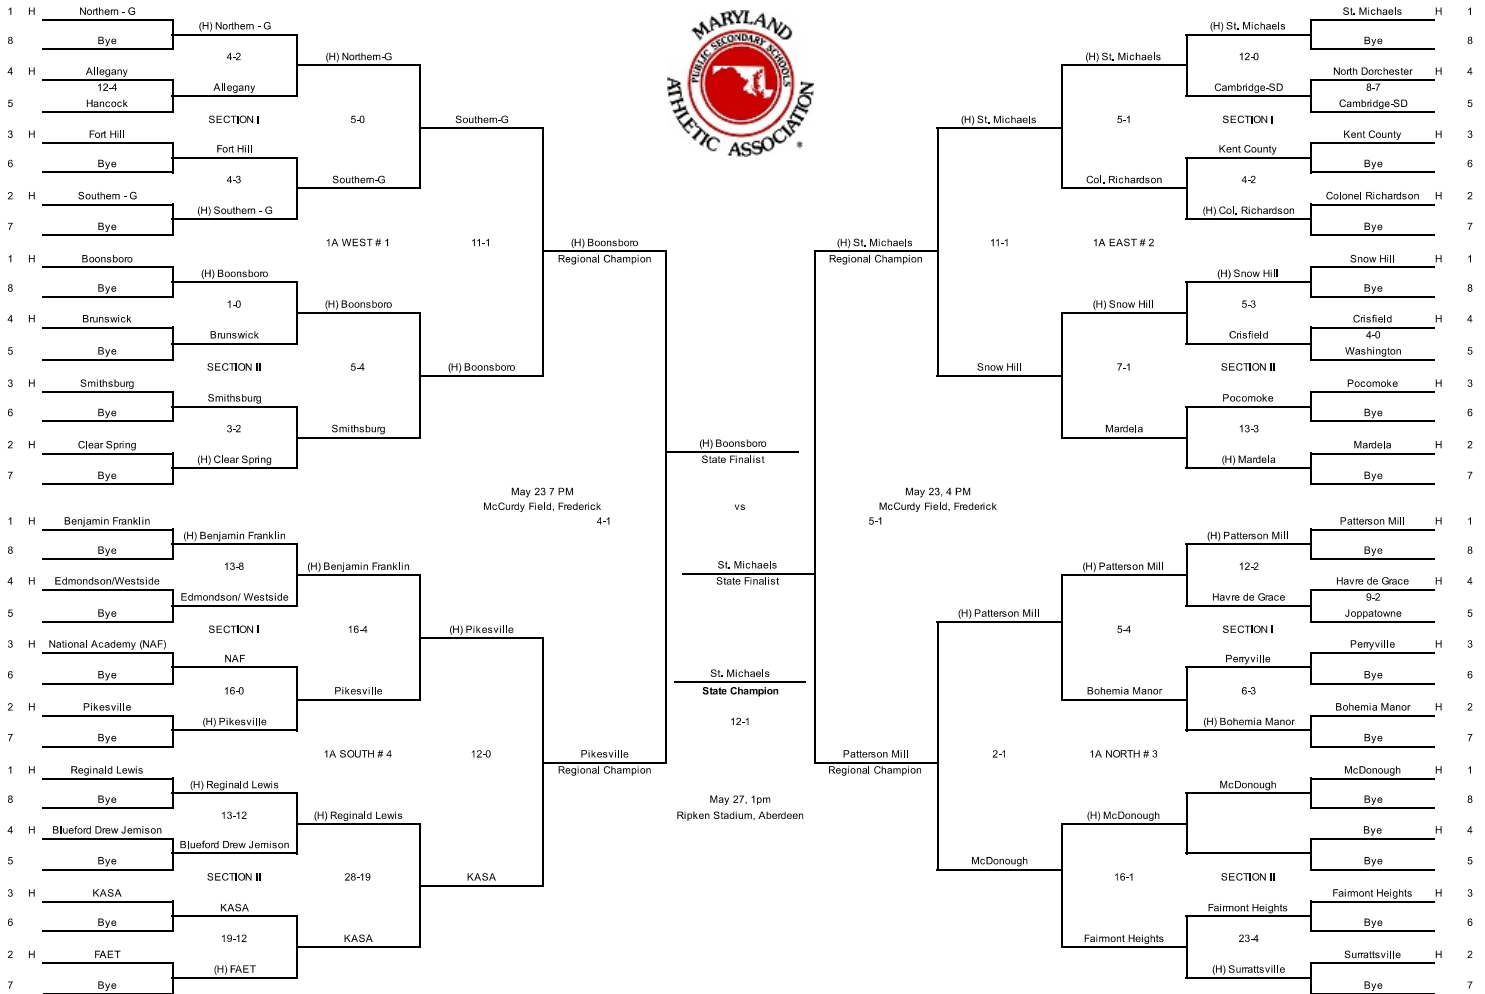 MARYLAND
PUBLIC SECONDARY SCHOOLS
ATHLETIC ASSOCIATION
®
1 H Northern - G
(H) Northern - G
8 Bye
4-2
(H) Northern-G
4 H Allegany
12-4
Allegany
5 Hancock
SECTION I
5-0
Southern-G
3 H Fort Hill
Fort Hill
6 Bye
4-3
Southern-G
2 H Southern - G
(H) Southern - G
7 Bye
1A WEST # 1
11-1
(H) Boonsboro
Regional Champion
1 H Boonsboro
(H) Boonsboro
8 Bye
1-0
(H) Boonsboro
4 H Brunswick
Brunswick
5 Bye
SECTION II
5-4
(H) Boonsboro
3 H Smithsburg
Smithsburg
6 Bye
3-2
Smithsburg
2 H Clear Spring
(H) Clear Spring
7 Bye
May 23 7 PM
McCurdy Field, Frederick
4-1
1 H Benjamin Franklin
(H) Benjamin Franklin
8 Bye
13-8
(H) Benjamin Franklin
4 H Edmondson/Westside
Edmondson/ Westside
5 Bye
SECTION I
16-4
(H) Pikesville
3 H National Academy (NAF)
NAF
6 Bye
16-0
Pikesville
2 H Pikesville
(H) Pikesville
7 Bye
1A SOUTH # 4
12-0
Pikesville
Regional Champion
1 H Reginald Lewis
(H) Reginald Lewis
8 Bye
13-12
(H) Reginald Lewis
4 H Blueford Drew Jemison
Blueford Drew Jemison
5 Bye
SECTION II
28-19
KASA
3 H KASA
KASA
6 Bye
19-12
KASA
2 H FAET
(H) FAET
7 Bye
(H) Boonsboro
State Finalist
vs
St. Michaels
State Finalist
St. Michaels
State Champion
12-1
May 27, 1pm
Ripken Stadium, Aberdeen
St. Michaels H 1
(H) St. Michaels
Bye 8
12-0
(H) St. Michaels
North Dorchester H 4
8-7
Cambridge-SD
Cambridge-SD 5
SECTION I
5-1
(H) St. Michaels
Kent County H 3
Kent County
Bye 6
4-2
Col. Richardson
Colonel Richardson H 2
(H) Col. Richardson
Bye 7
1A EAST # 2
11-1
(H) St. Michaels
Regional Champion
Snow Hill H 1
(H) Snow Hill
Bye 8
5-3
(H) Snow Hill
Crisfield H 4
4-0
Crisfield
Washington 5
SECTION II
7-1
Snow Hill
Pocomoke H 3
Pocomoke
Bye 6
13-3
Mardela
Mardela H 2
(H) Mardela
Bye 7
May 23, 4 PM
McCurdy Field, Frederick
5-1
Patterson Mill H 1
(H) Patterson Mill
Bye 8
12-2
(H) Patterson Mill
Havre de Grace H 4
9-2
Havre de Grace
Joppatowne 5
SECTION I
5-4
(H) Patterson Mill
Perryville H 3
Perryville
Bye 6
6-3
Bohemia Manor
Bohemia Manor H 2
(H) Bohemia Manor
Bye 7
1A NORTH # 3
2-1
Patterson Mill
Regional Champion
McDonough H 1
McDonough
Bye 8
(H) McDonough
Bye H 4
Bye 5
SECTION II
16-1
McDonough
Fairmont Heights H 3
Fairmont Heights
Bye 6
23-4
Fairmont Heights
Surrattsville H 2
(H) Surrattsville
Bye 7